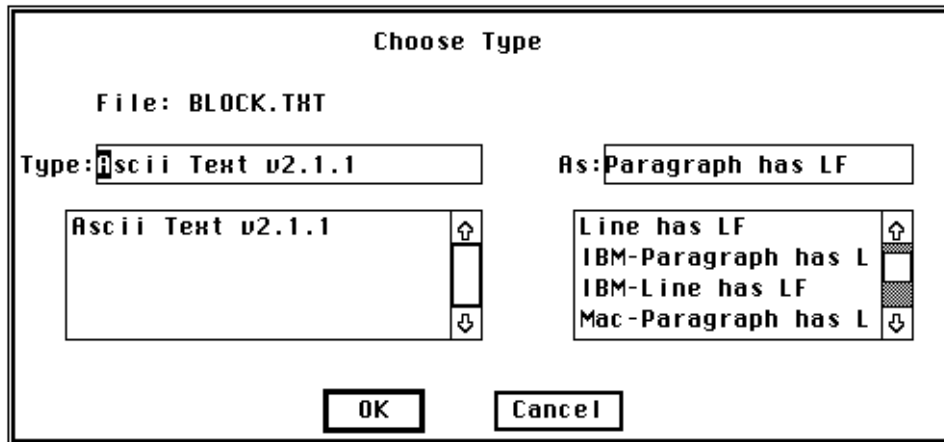 Choose Type
File: BLOCK.TXT
Type: Ascii Text v2.1.1
As: Paragraph has LF
Ascii Text v2.1.1
Line has LF
IBM-Paragraph has L
IBM-Line has LF
Mac-Paragraph has L
OK
Cancel